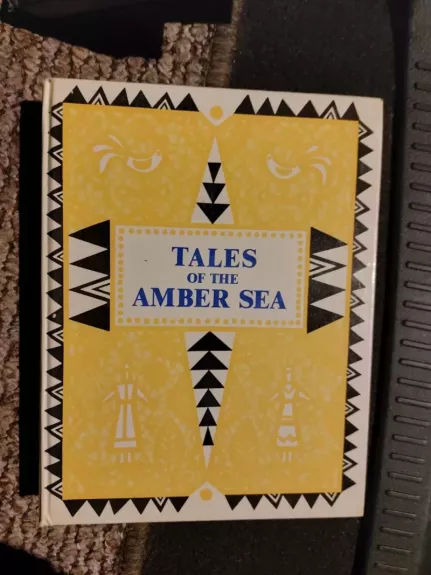 TALES
OF THE
AMBER SEA